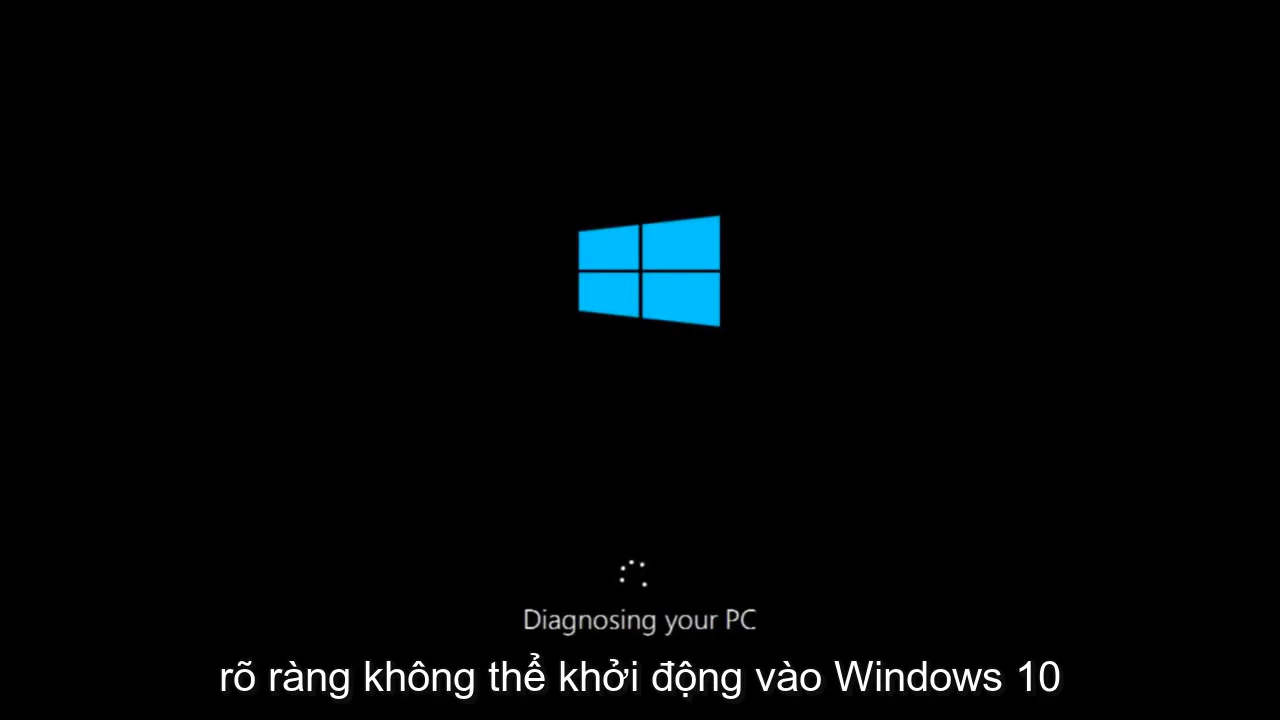 Diagnosing your PC
rõ ràng không thể khởi động vào Windows 10